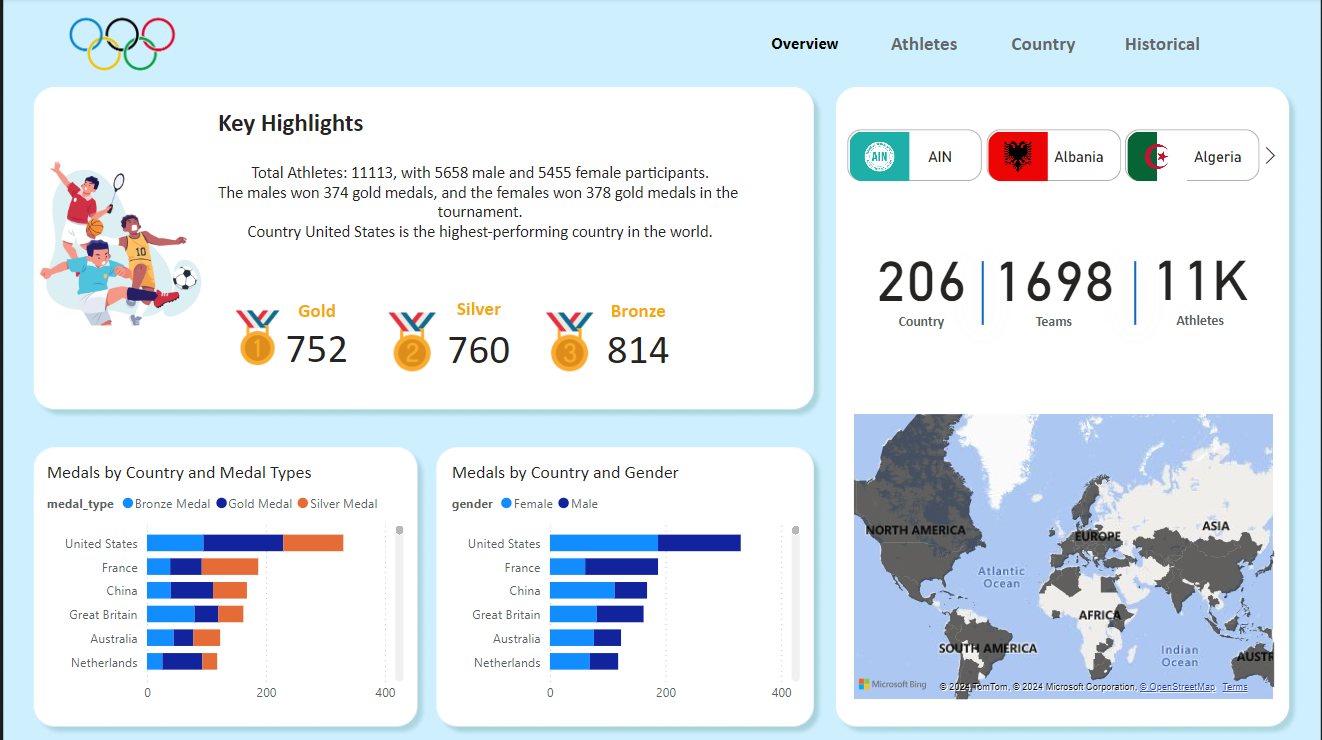 Overview
Athletes
Country
Historical
Key Highlights
Total Athletes: 11113, with 5658 male and 5455 female participants.
The males won 374 gold medals, and the females won 378 gold medals in the
tournament.
Country United States is the highest-performing country in the world.
10
Gold
Silver
Bronze
1
752
2
760
3
814
AIN
AIN
Albania
Algeria
206
1698
11K
Country
Teams
Athletes
Medals by Country and Medal Types
medal_type
Bronze Medal
Gold Medal
Silver Medal
United States
France
China
Great Britain
Australia
Netherlands
0
200
400
Medals by Country and Gender
gender
Female
Male
United States
France
China
Great Britain
Australia
Netherlands
0
200
400
NORTH AMERICA
EUROPE
ASIA
Atlantic
Ocean
AFRICA
SOUTH AMERICA
Indian
Ocean
AUSTR
Microsoft Bing
© 2024 TomTom, © 2024 Microsoft Corporation, © OpenStreetMap Terms